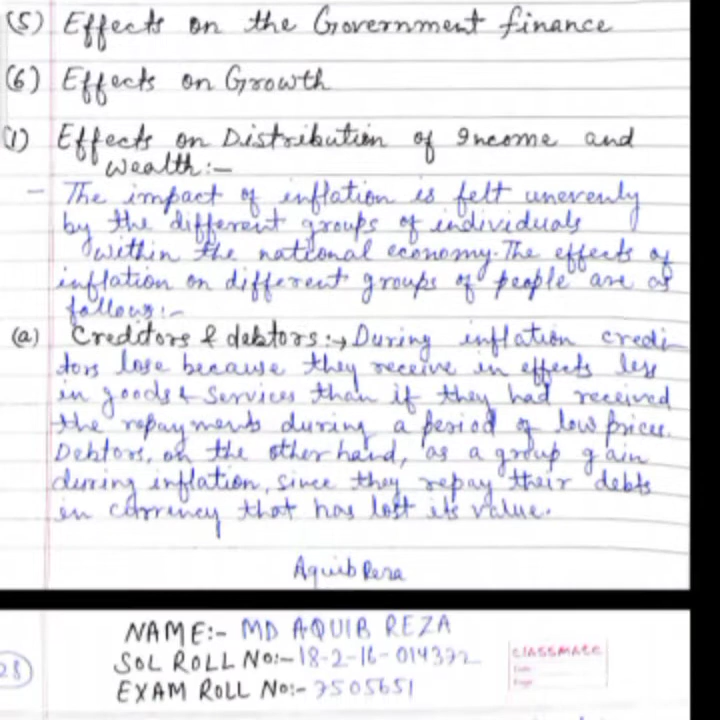 (5) Effects on the Government finance
(6) Effects on Growth
(1) Effects on Distribution of Income and
wealth:-
- The impact of inflation is felt unevenly
by the different groups of individuals
within the national economy. The effects of
inflation on different groups of people are as
follows:-
(a) Creditors & debtors:→ During inflation credi-
tors lose because they receive in effects less
in goods & Services than if they had received
the repayments during a period of low prices.
Debtors, on the other hand, as a group gain
during inflation, since they repay their debts
in currency that has lost its value.
Aquib Reza
NAME:- MD AQUIB REZA
28 SOL ROLL No:- 18-2-16-014372 CLASSMATE
EXAM ROLL No:- 7505651